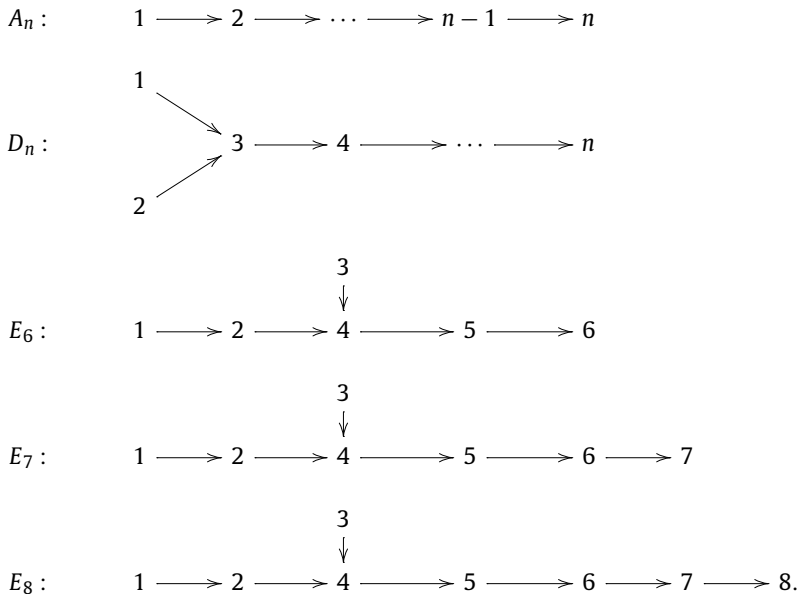 A_n : 1 2 ⋯ n − 1 n
1
D_n : 3 4 ⋯ n
2
3
E_6 : 1 2 4 5 6
3
E_7 : 1 2 4 5 6 7
3
E_8 : 1 2 4 5 6 7 8.